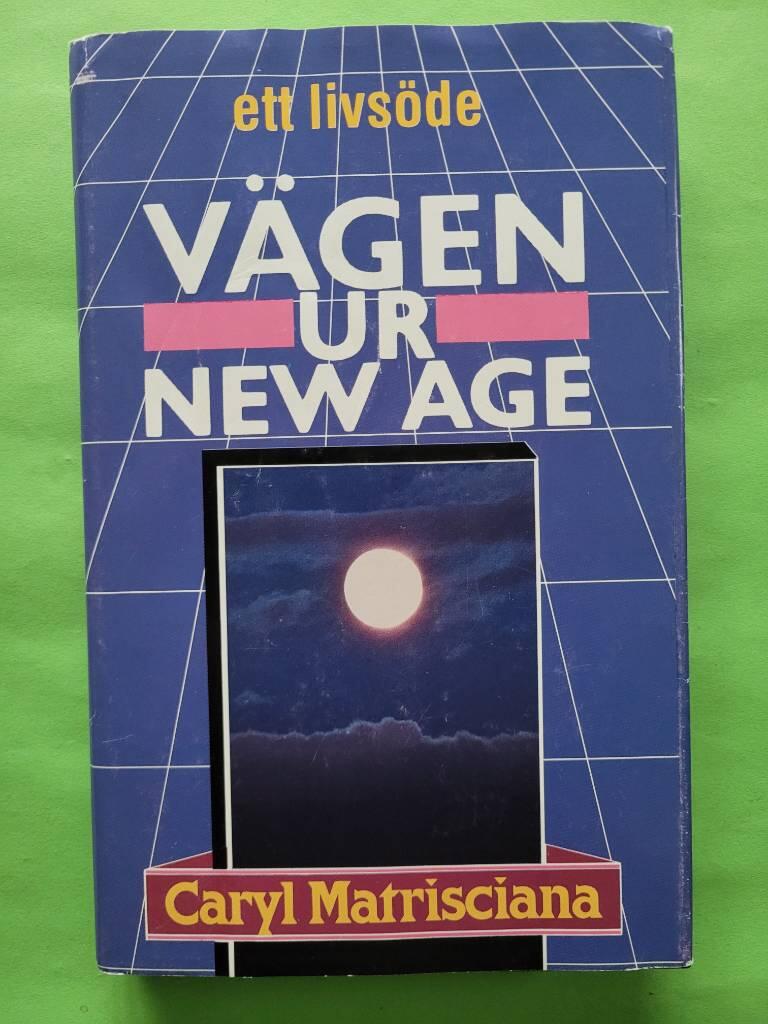 ett livsöde
VÄGEN
UR
NEW AGE
Caryl Matrisciana